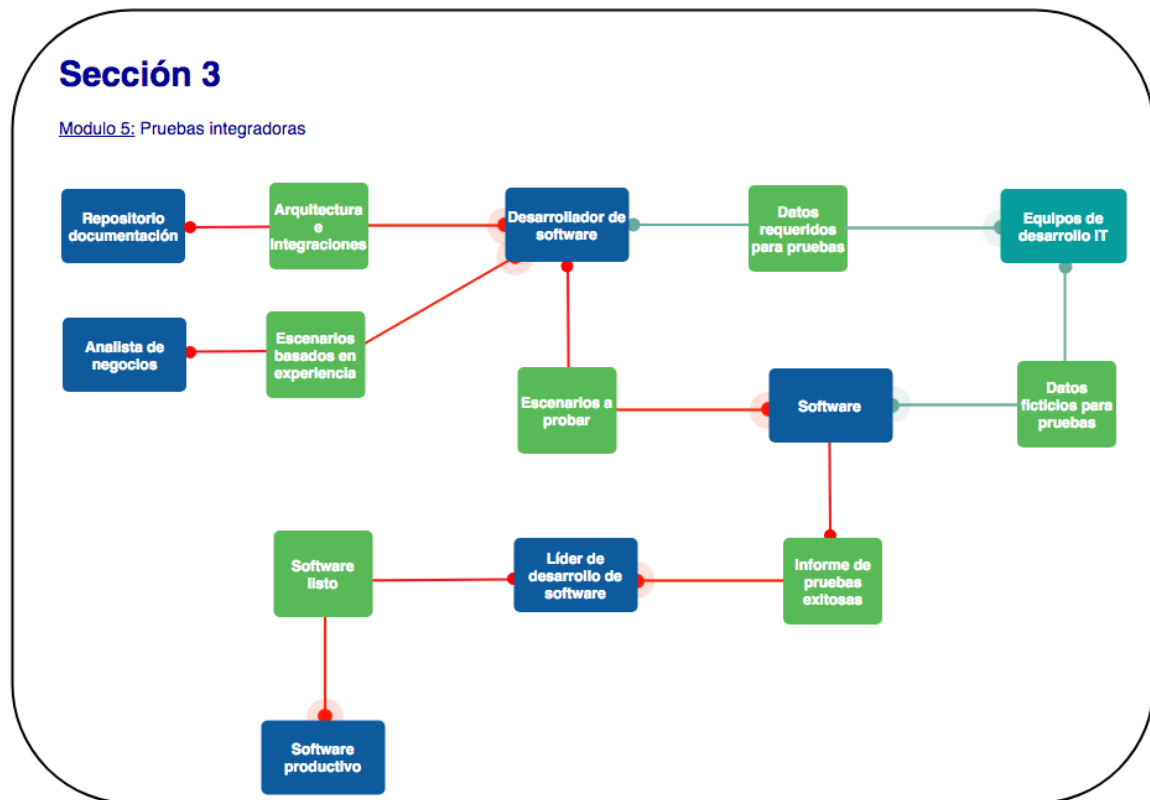 Sección 3
Modulo 5: Pruebas integradoras
Repositorio
documentación
Arquitectura
e
integraciones
Desarrollador de
software
Datos
requeridos
para pruebas
Equipos de
desarrollo IT
Analista de
negocios
Escenarios
basados en
experiencia
Escenarios a
probar
Software
Datos
ficticios para
pruebas
Software
listo
Líder de
desarrollo de
software
Informe de
pruebas
exitosas
Software
productivo